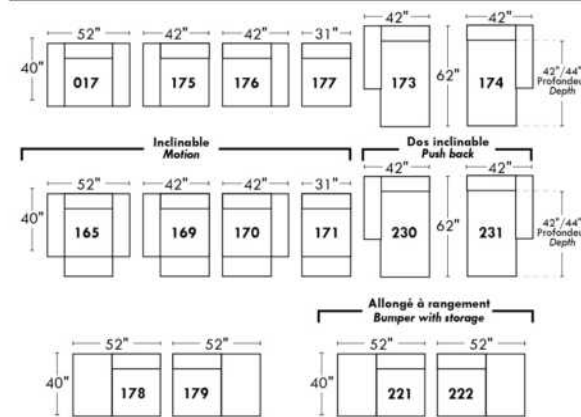 52" 42" 42" 31" 42" 42"
40" 017 175 176 177 173 62" 174 42"/44"
Profondeur
Depth
Inclinable
Motion
Dos inclinable
Push back
52" 42" 42" 31" 42" 42"
40" 165 169 170 171 230 62" 231 42"/44"
Profondeur
Depth
Allongé à rangement
Bumper with storage
52" 52" 52" 52"
40" 178 179 40" 221 222